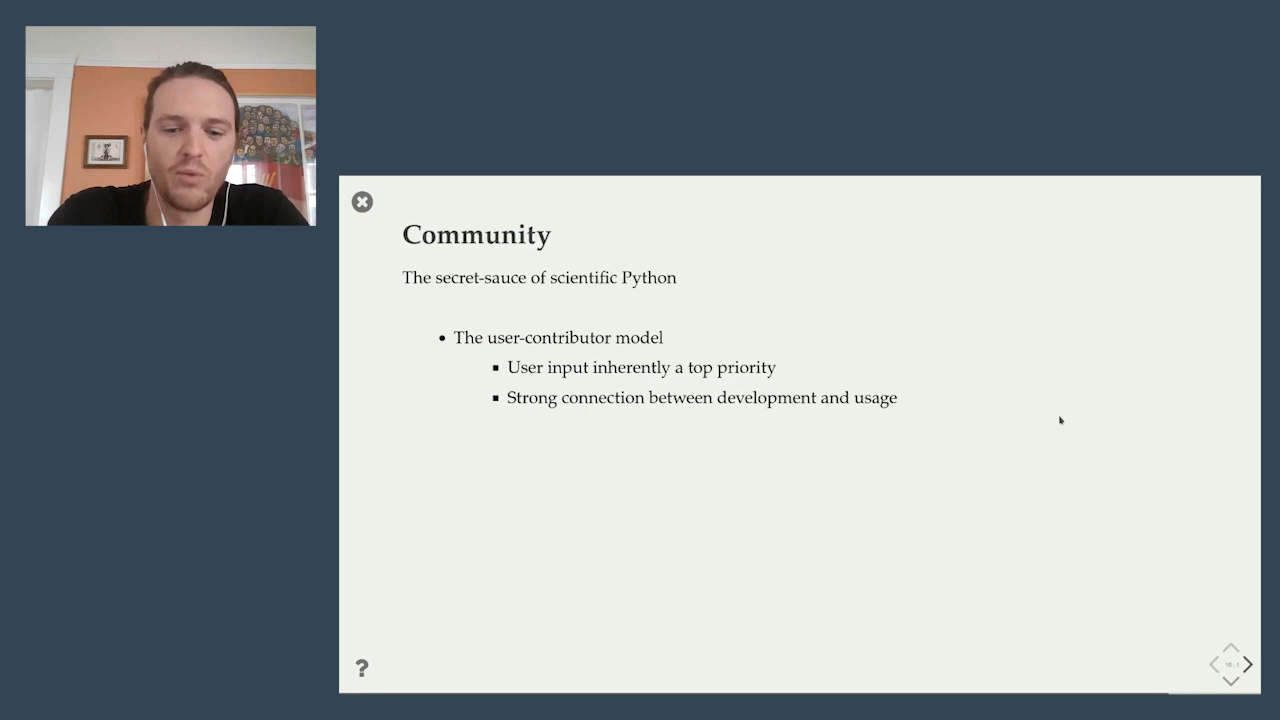 Community
The secret-sauce of scientific Python
• The user-contributor model
▪ User input inherently a top priority
▪ Strong connection between development and usage
?